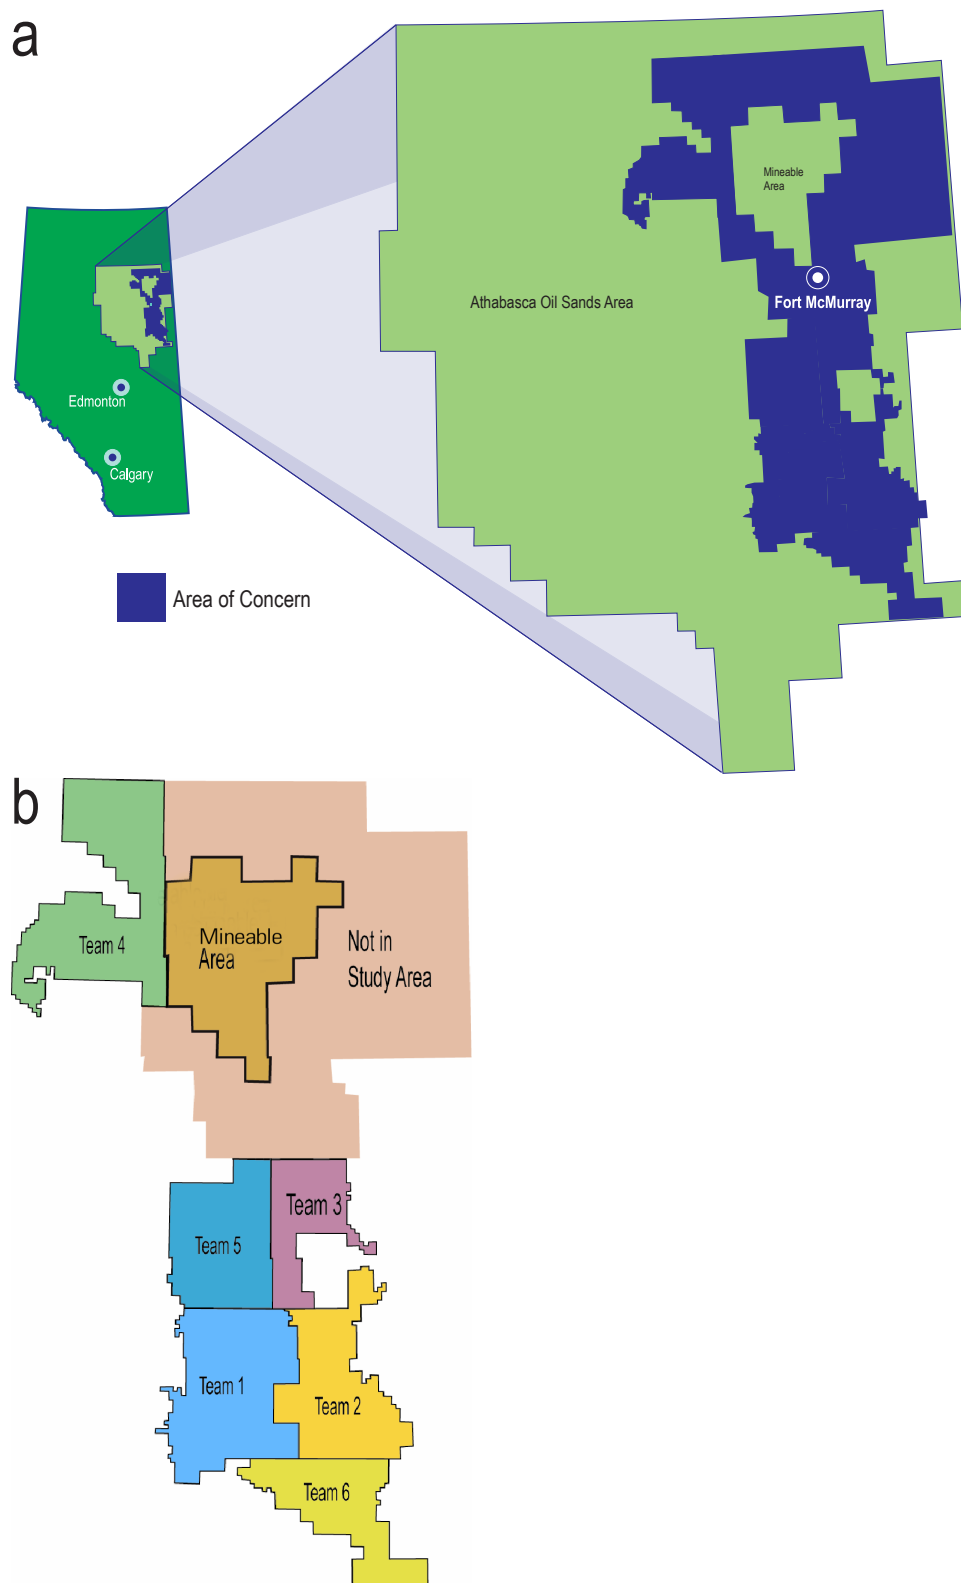 a
Mineable
Area
Athabasca Oil Sands Area
Fort McMurray
Edmonton
Calgary
Area of Concern
b
Team 4
Mineable
Area
Not in
Study Area
Team 3
Team 5
Team 1
Team 2
Team 6